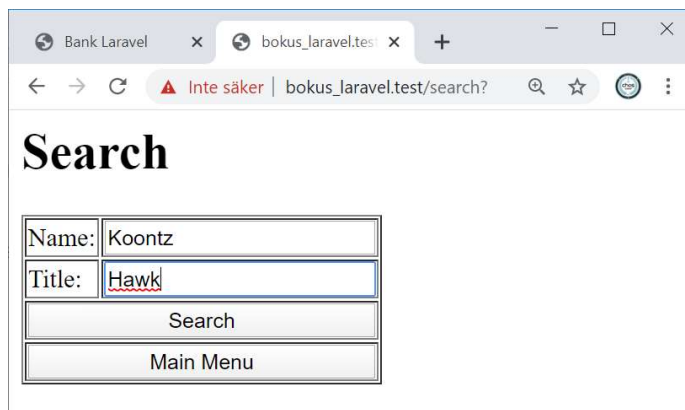 Bank Laravel
bokus_laravel.tes
Inte säker | bokus_laravel.test/search?
Search
Name: Koontz
Title: Hawk
Search
Main Menu